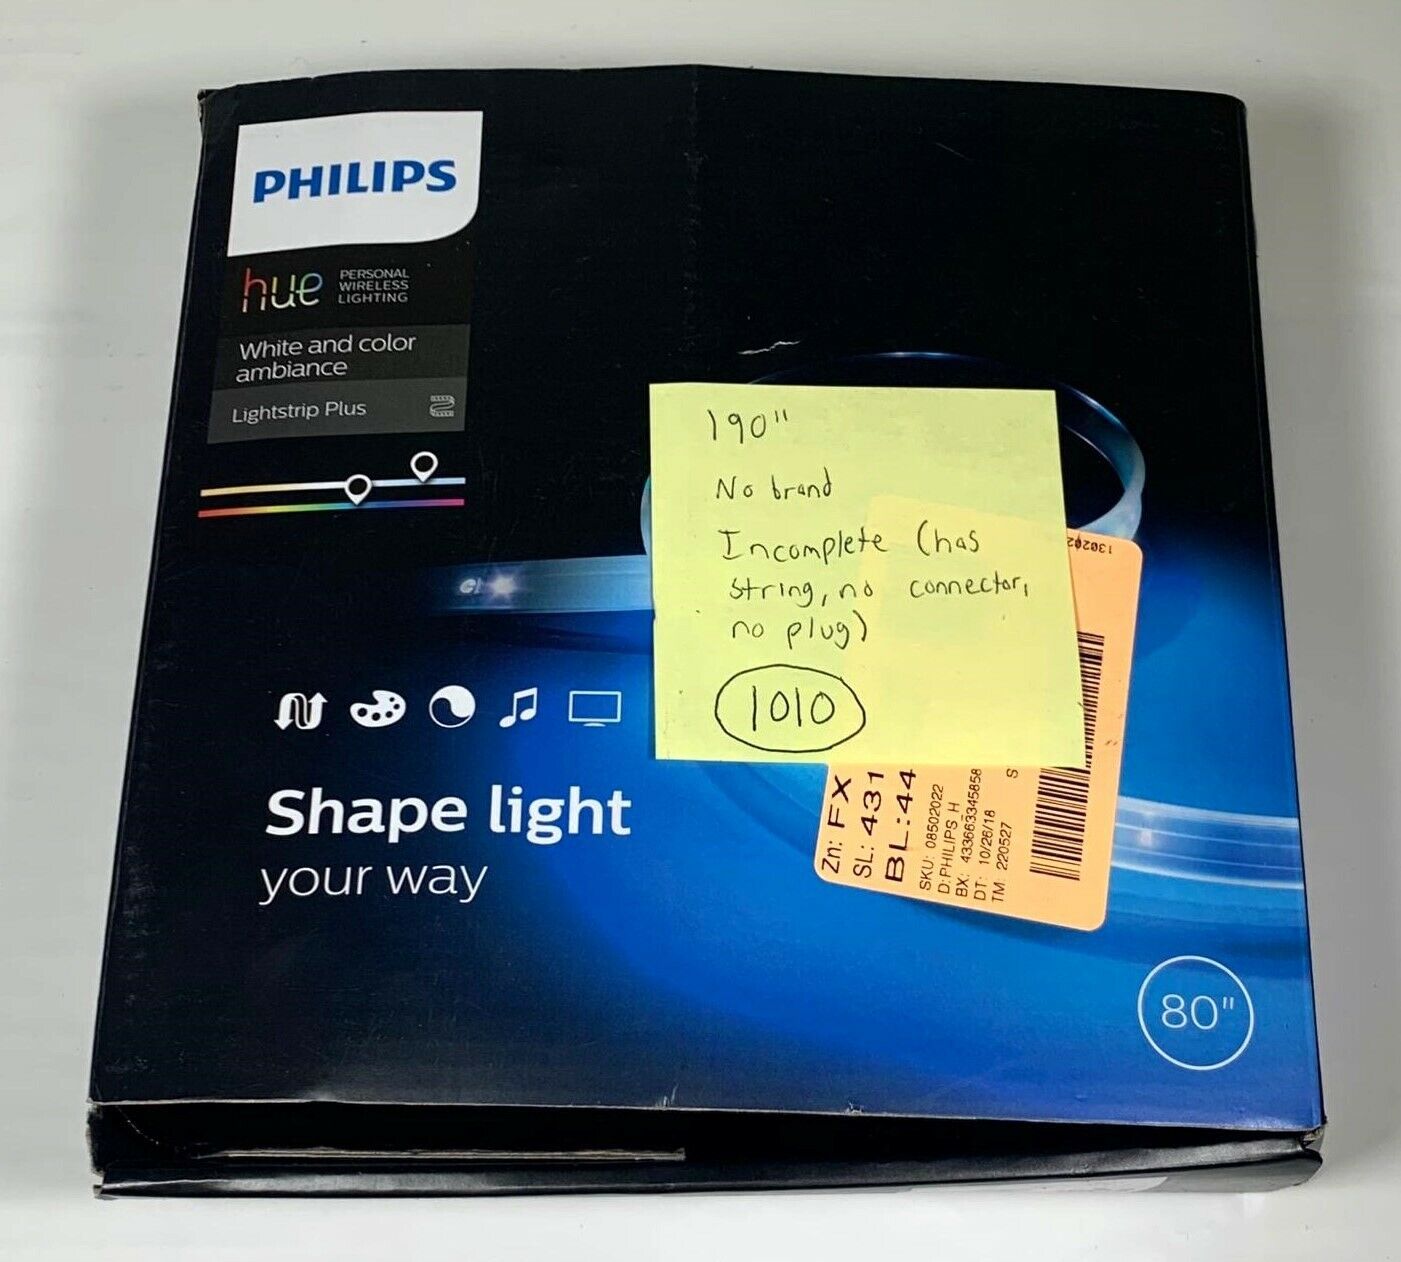 PHILIPS
hue PERSONAL
WIRELESS
LIGHTING
White and color
ambiance
Lightstrip Plus
190"
No brand
Incomplete (has
string, no connector,
no plug)
1010
Shape light
your way
Zn: FX
SL: 431
BL:44
SKU: 08502022
D:PHILIPS_H
BX: 433663345858
DT: 10/26/18
TM: 220527
S
80"